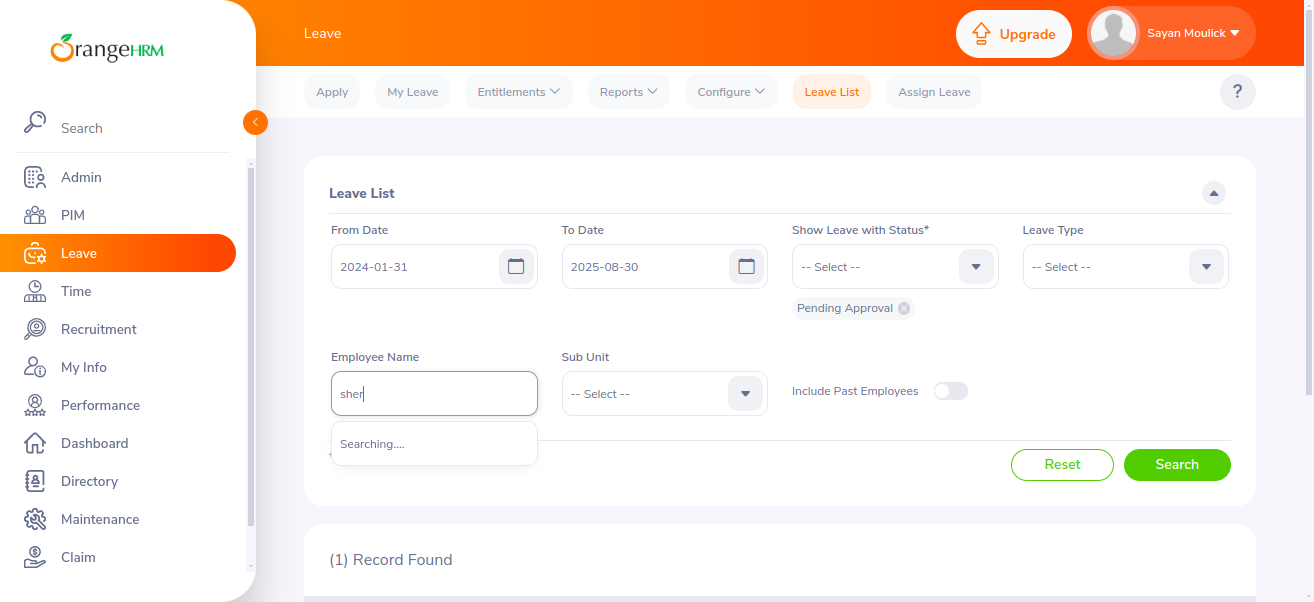 OrangeHRM
Leave
Upgrade
Sayan Moulick
Apply
My Leave
Entitlements
Reports
Configure
Leave List
Assign Leave
?
Search
Admin
PIM
Leave
Time
Recruitment
My Info
Performance
Dashboard
Directory
Maintenance
Claim
Leave List
From Date
To Date
Show Leave with Status*
Leave Type
2024-01-31
2025-08-30
-- Select --
-- Select --
Pending Approval
Employee Name
Sub Unit
sher
-- Select --
Include Past Employees
Searching....
Reset
Search
(1) Record Found